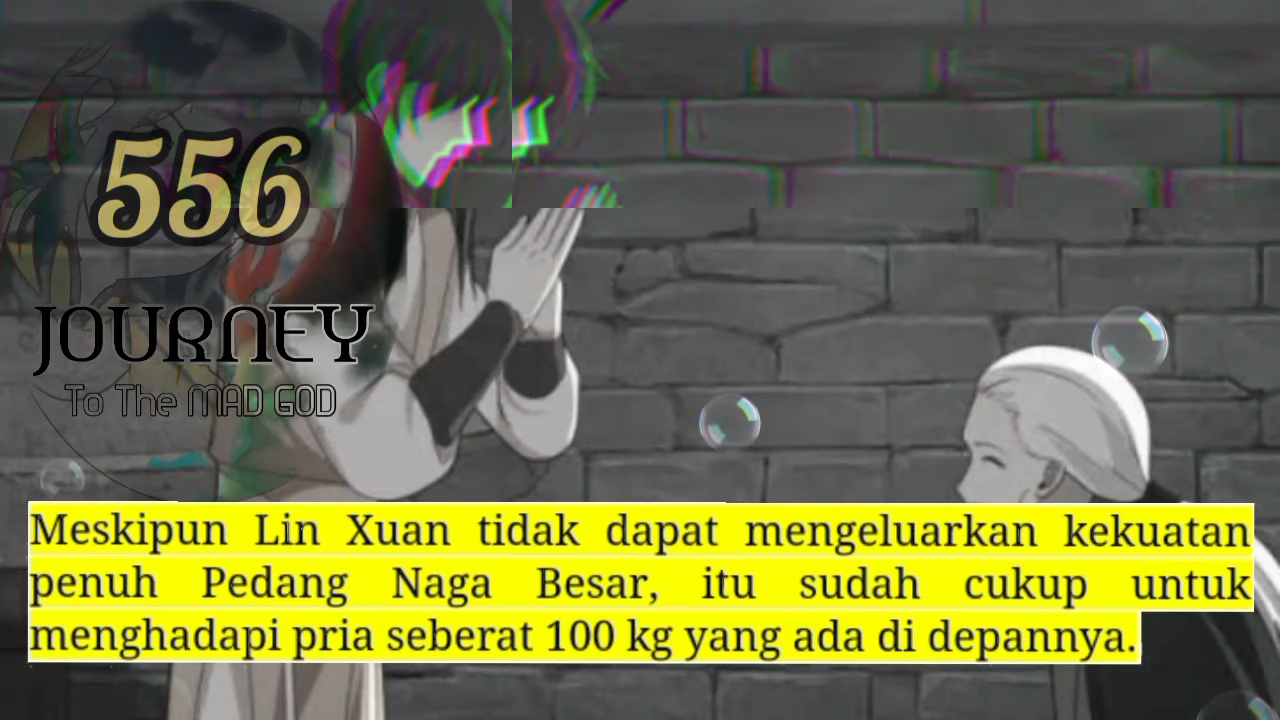 556
JOURNEY
To The MAD GOD
Meskipun Lin Xuan tidak dapat mengeluarkan kekuatan
penuh Pedang Naga Besar, itu sudah cukup untuk
menghadapi pria seberat 100 kg yang ada di depannya.